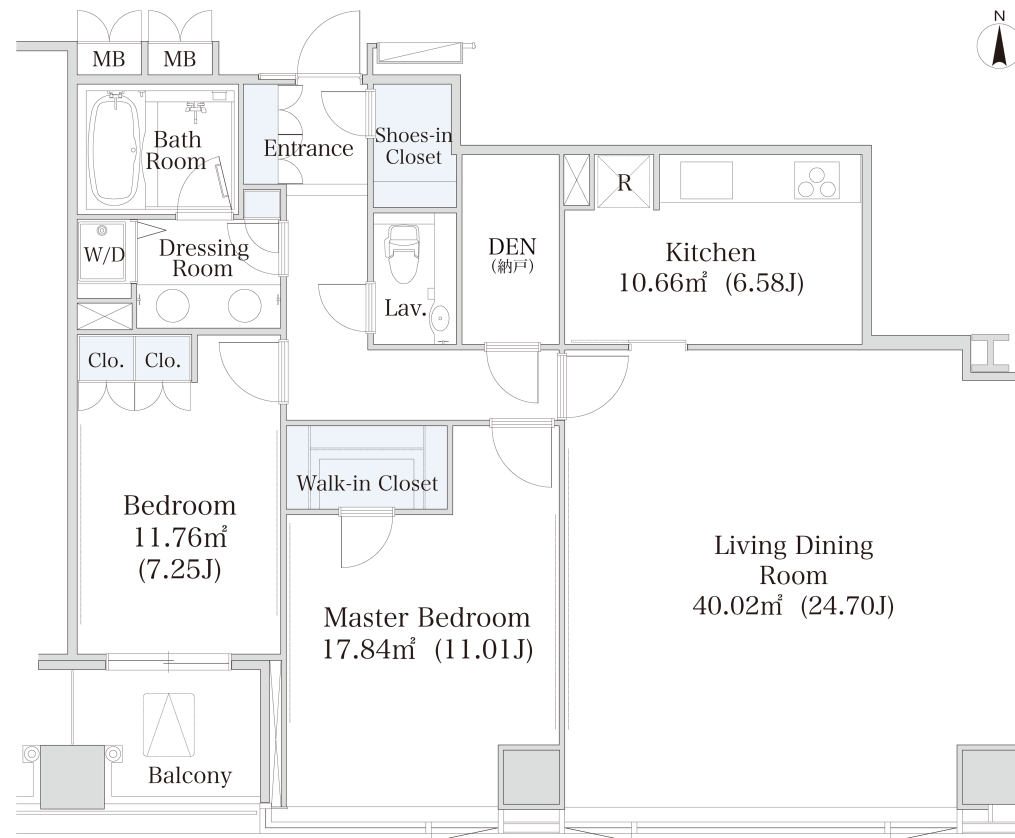 N
MB
MB
Bath
Room
Entrance
Shoes-in
Closet
R
W/D
Dressing
Room
DEN
(納戸)
Kitchen
10.66㎡ (6.58J)
Lav.
Clo.
Clo.
Walk-in Closet
Bedroom
11.76㎡
(7.25J)
Living Dining
Room
40.02㎡ (24.70J)
Master Bedroom
17.84㎡ (11.01J)
Balcony